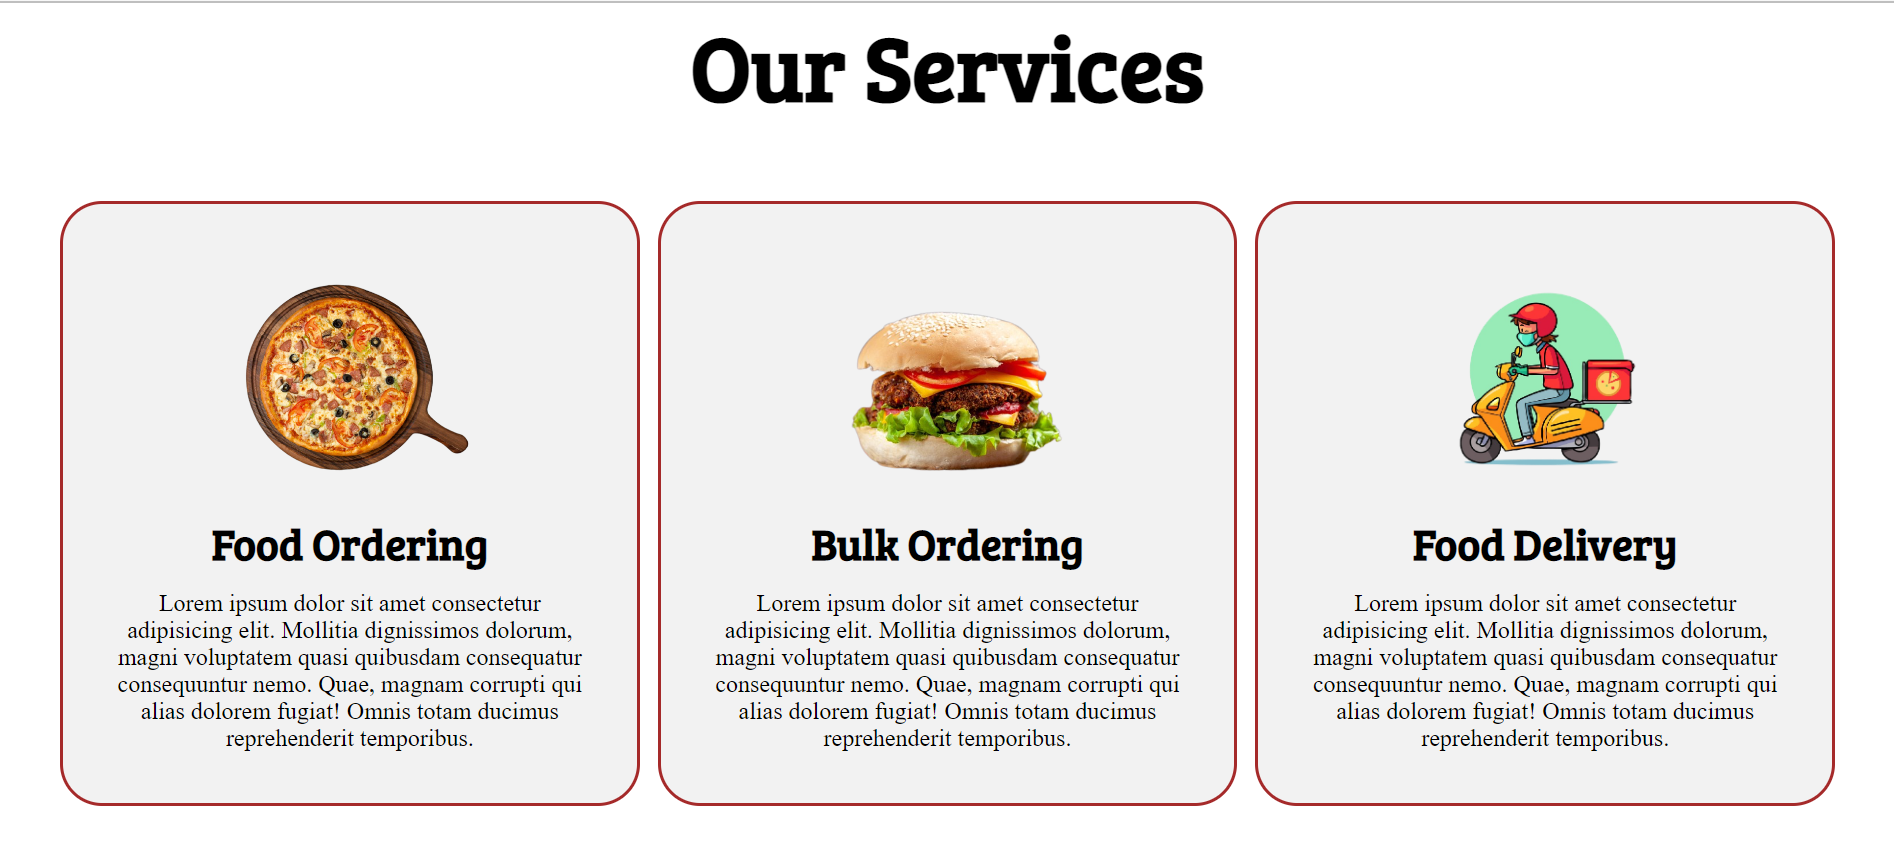 Our Services
Food Ordering
Lorem ipsum dolor sit amet consectetur
adipisicing elit. Mollitia dignissimos dolorum,
magni voluptatem quasi quibusdam consequatur
consequuntur nemo. Quae, magnam corrupti qui
alias dolorem fugiat! Omnis totam ducimus
reprehenderit temporibus.
Bulk Ordering
Lorem ipsum dolor sit amet consectetur
adipisicing elit. Mollitia dignissimos dolorum,
magni voluptatem quasi quibusdam consequatur
consequuntur nemo. Quae, magnam corrupti qui
alias dolorem fugiat! Omnis totam ducimus
reprehenderit temporibus.
Food Delivery
Lorem ipsum dolor sit amet consectetur
adipisicing elit. Mollitia dignissimos dolorum,
magni voluptatem quasi quibusdam consequatur
consequuntur nemo. Quae, magnam corrupti qui
alias dolorem fugiat! Omnis totam ducimus
reprehenderit temporibus.